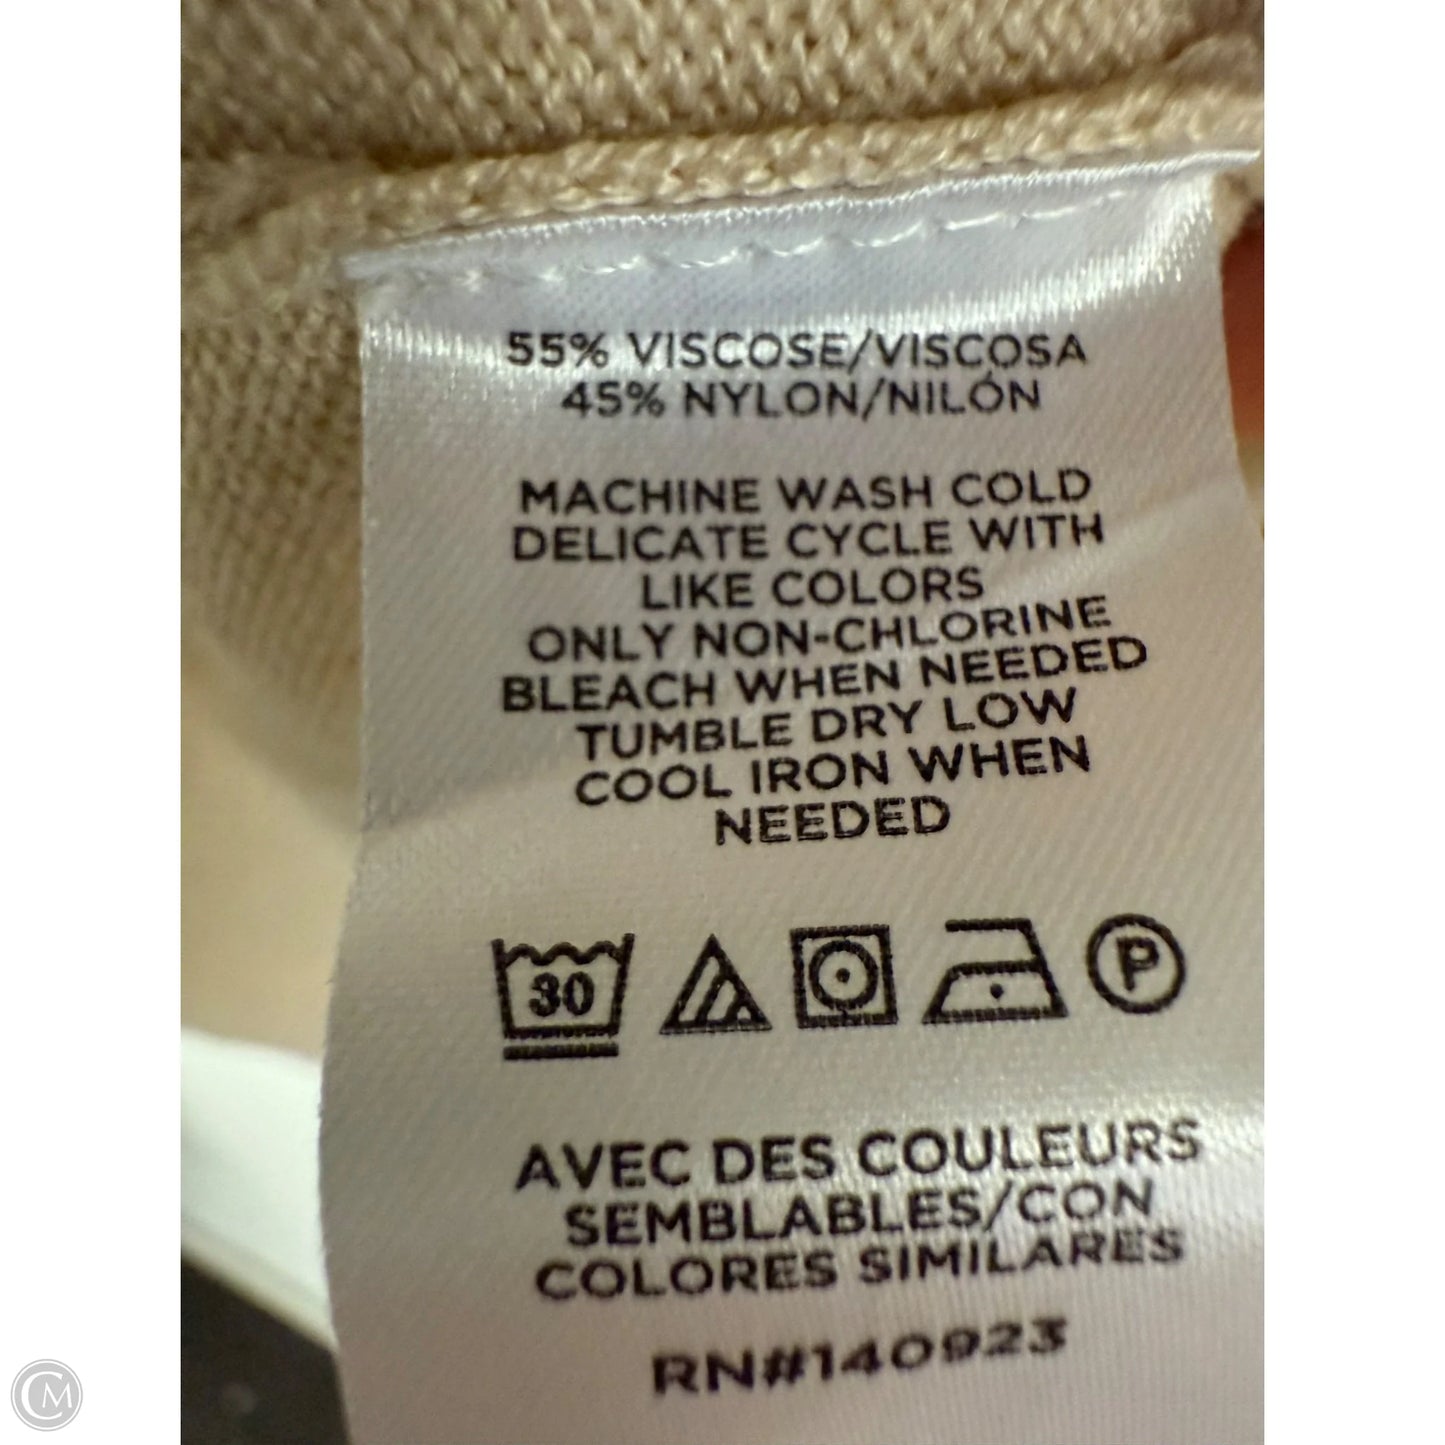 55% VISCOSE/VISCOSA
45% NYLON/NILÓN
MACHINE WASH COLD
DELICATE CYCLE WITH
LIKE COLORS
ONLY NON-CHLORINE
BLEACH WHEN NEEDED
TUMBLE DRY LOW
COOL IRON WHEN
NEEDED
30 P
AVEC DES COULEURS
SEMBLABLES/CON
COLORES SIMILARES
RN#140923
CM